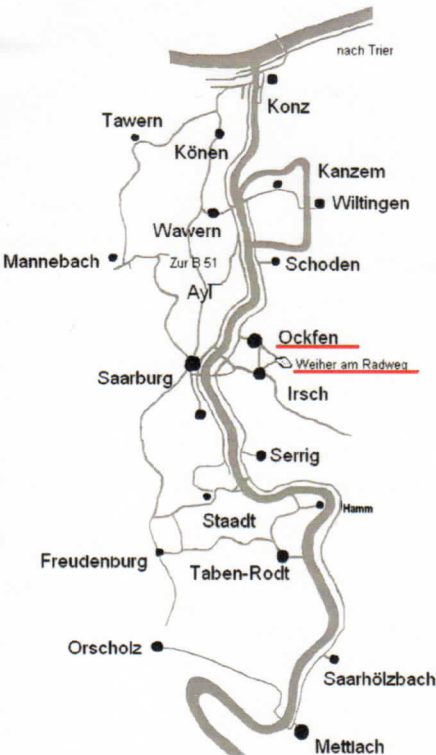 nach Trier
Konz
Tawern
Könen
Kanzem
Wiltingen
Wawern
Mannebach
Zur B 51
Schoden
Ayl
Ockfen
Weiher am Radweg
Saarburg
Irsch
Serrig
Hamm
Staadt
Freudenburg
Taben-Rodt
Orscholz
Saarhölzbach
Mettlach